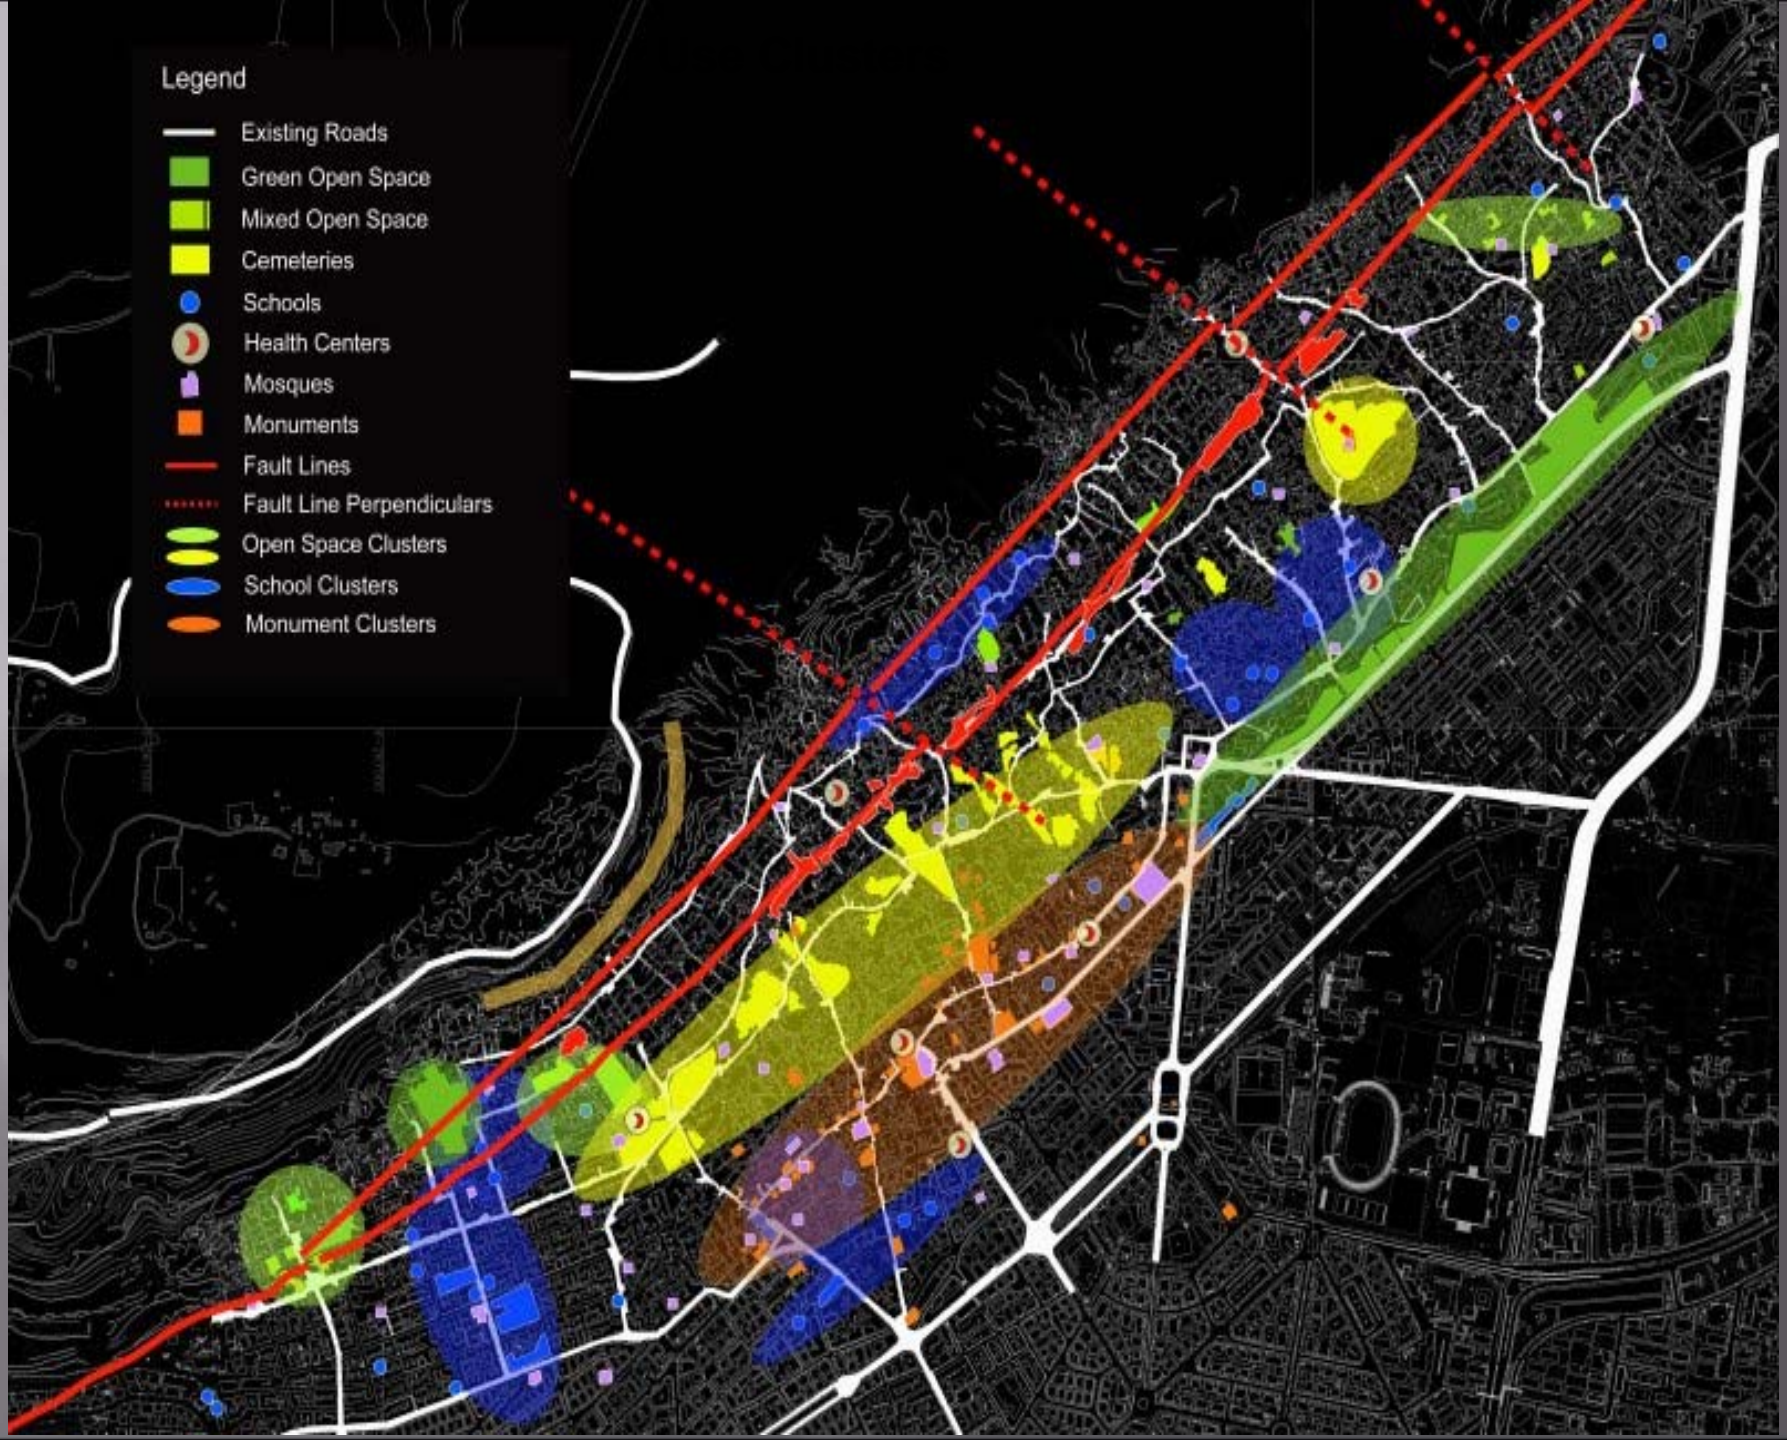 Legend
Existing Roads
Green Open Space
Mixed Open Space
Cemeteries
Schools
Health Centers
Mosques
Monuments
Fault Lines
Fault Line Perpendiculars
Open Space Clusters
School Clusters
Monument Clusters